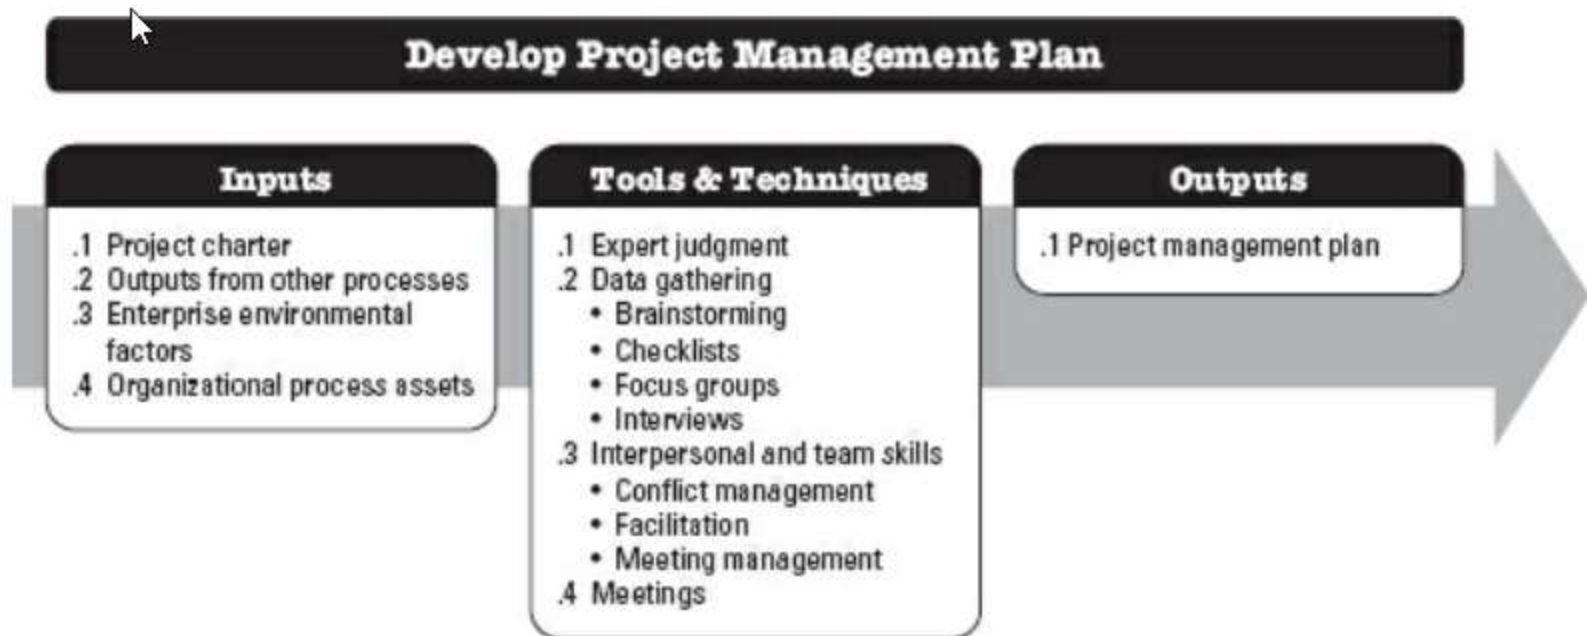 Develop Project Management Plan
Inputs
.1 Project charter
.2 Outputs from other processes
.3 Enterprise environmental
factors
.4 Organizational process assets
Tools & Techniques
.1 Expert judgment
.2 Data gathering
• Brainstorming
• Checklists
• Focus groups
• Interviews
.3 Interpersonal and team skills
• Conflict management
• Facilitation
• Meeting management
.4 Meetings
Outputs
.1 Project management plan